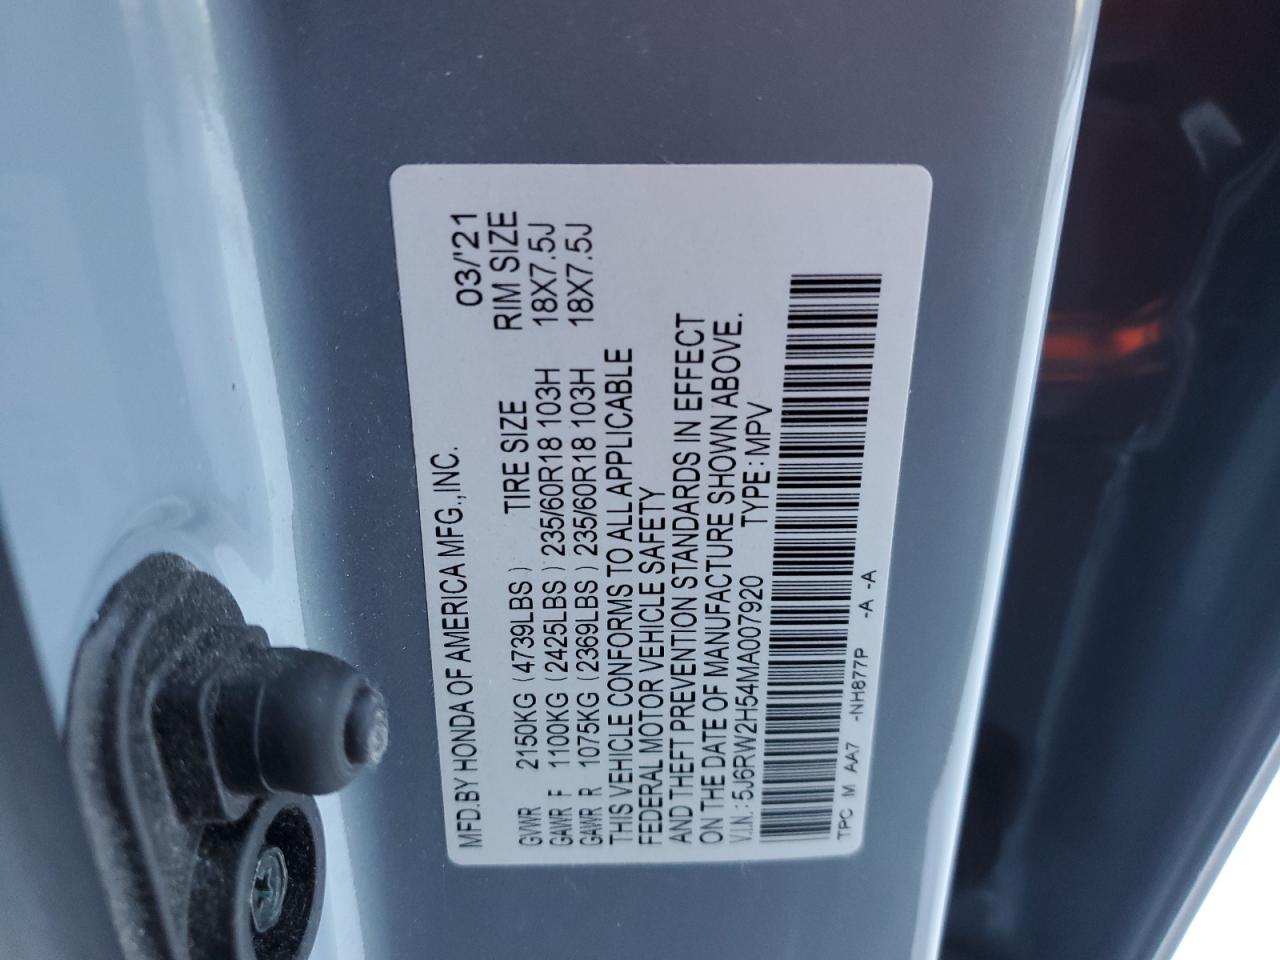 MFD.BY HONDA OF AMERICA MFG.,INC. 03/'21
TIRE SIZE RIM SIZE
GVWR 2150KG (4739LBS)
GAWR F 1100KG (2425LBS) 235/60R18 103H 18X7.5J
GAWR R 1075KG (2369LBS) 235/60R18 103H 18X7.5J
THIS VEHICLE CONFORMS TO ALL APPLICABLE
FEDERAL MOTOR VEHICLE SAFETY
AND THEFT PREVENTION STANDARDS IN EFFECT
ON THE DATE OF MANUFACTURE SHOWN ABOVE.
V.I.N.: 5J6RW2H54MA007920 TYPE : MPV
TPC M AA7 -NH877P -A -A